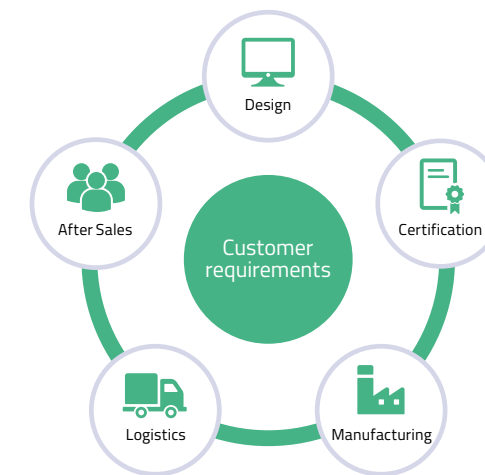 Design
Certification
After Sales
Customer
requirements
Logistics
Manufacturing